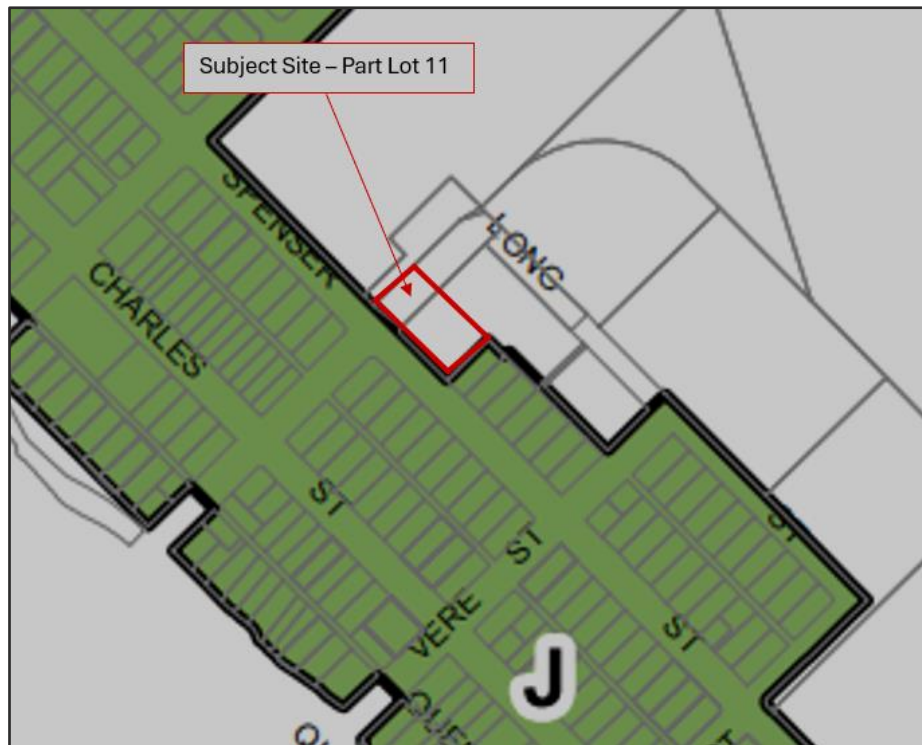 Subject Site – Part Lot 11
SPENSER
LONG
CHARLES
ST
ST
ST
VERE
ST
J